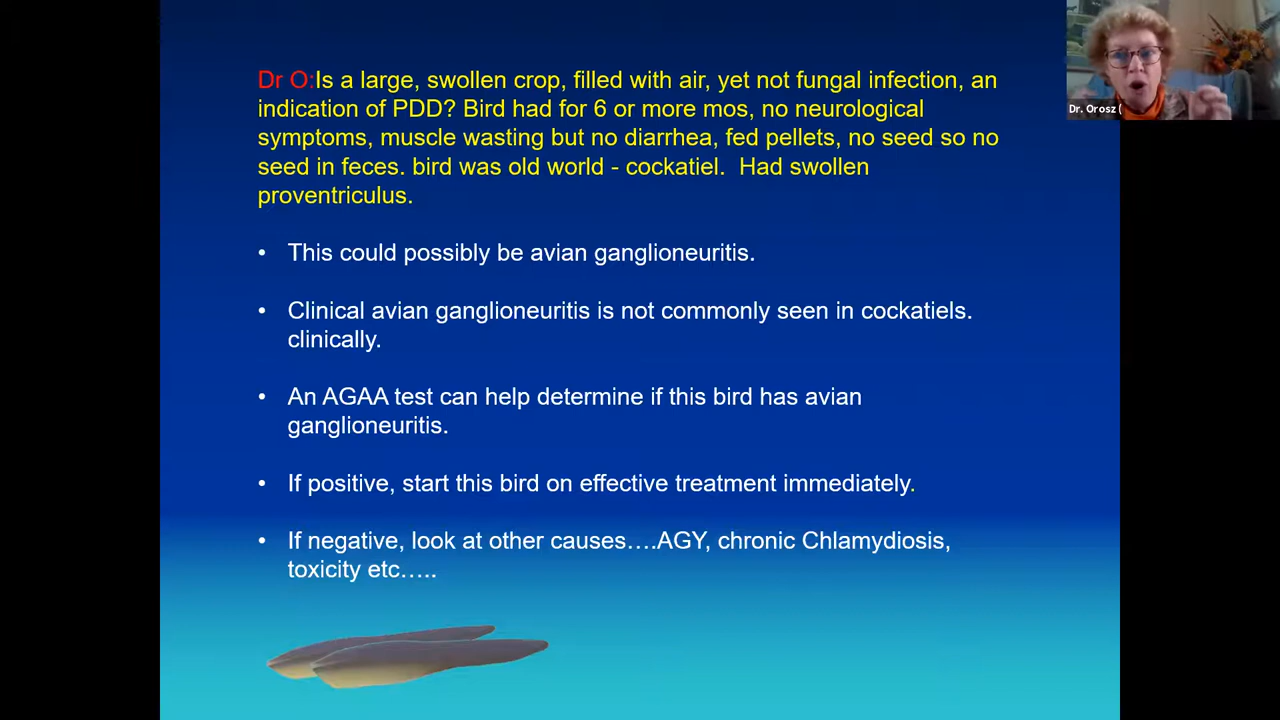 Dr O:Is a large, swollen crop, filled with air, yet not fungal infection, an
indication of PDD? Bird had for 6 or more mos, no neurological
symptoms, muscle wasting but no diarrhea, fed pellets, no seed so no
seed in feces. bird was old world - cockatiel.  Had swollen
proventriculus.
• This could possibly be avian ganglioneuritis.
• Clinical avian ganglioneuritis is not commonly seen in cockatiels.
clinically.
• An AGAA test can help determine if this bird has avian
ganglioneuritis.
• If positive, start this bird on effective treatment immediately.
• If negative, look at other causes….AGY, chronic Chlamydiosis,
toxicity etc…..
Dr. Orosz (